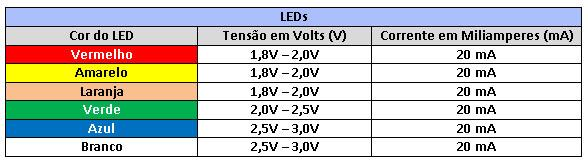 LEDs
Cor do LED Tensão em Volts (V) Corrente em Miliamperes (mA)
Vermelho 1,8V – 2,0V 20 mA
Amarelo 1,8V – 2,0V 20 mA
Laranja 1,8V – 2,0V 20 mA
Verde 2,0V – 2,5V 20 mA
Azul 2,5V – 3,0V 20 mA
Branco 2,5V – 3,0V 20 mA